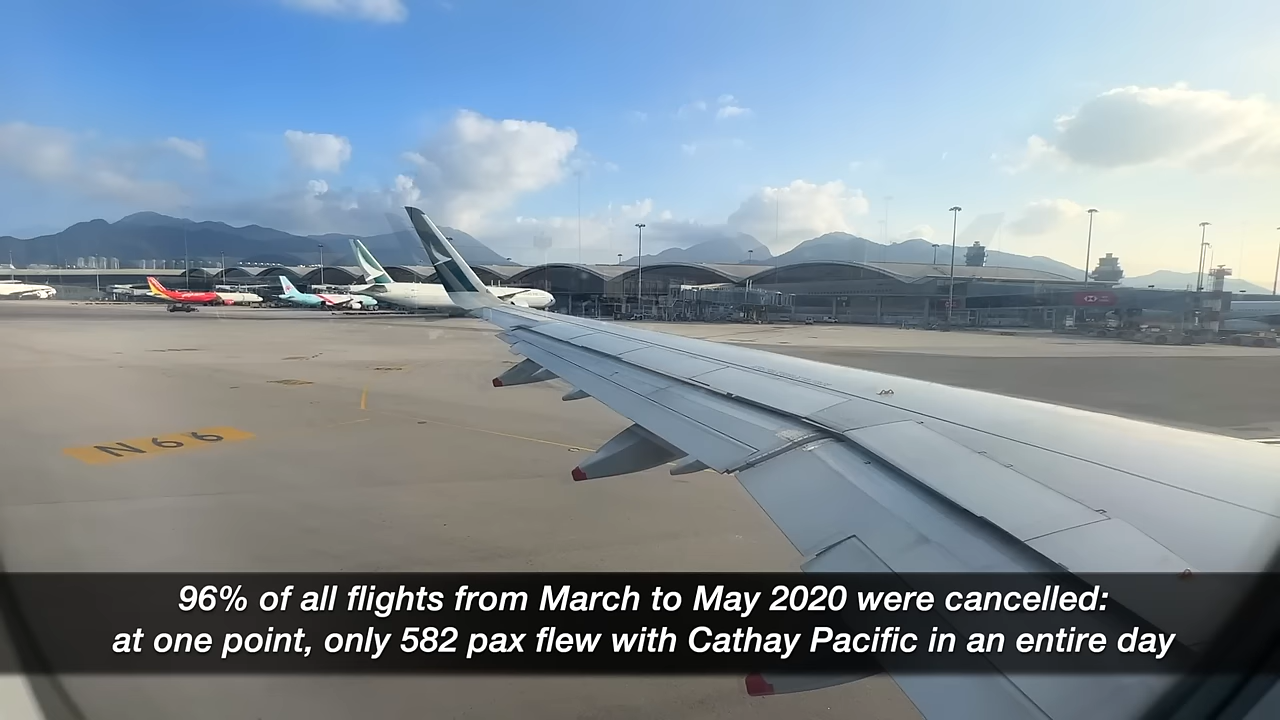 N 66
96% of all flights from March to May 2020 were cancelled:
at one point, only 582 pax flew with Cathay Pacific in an entire day